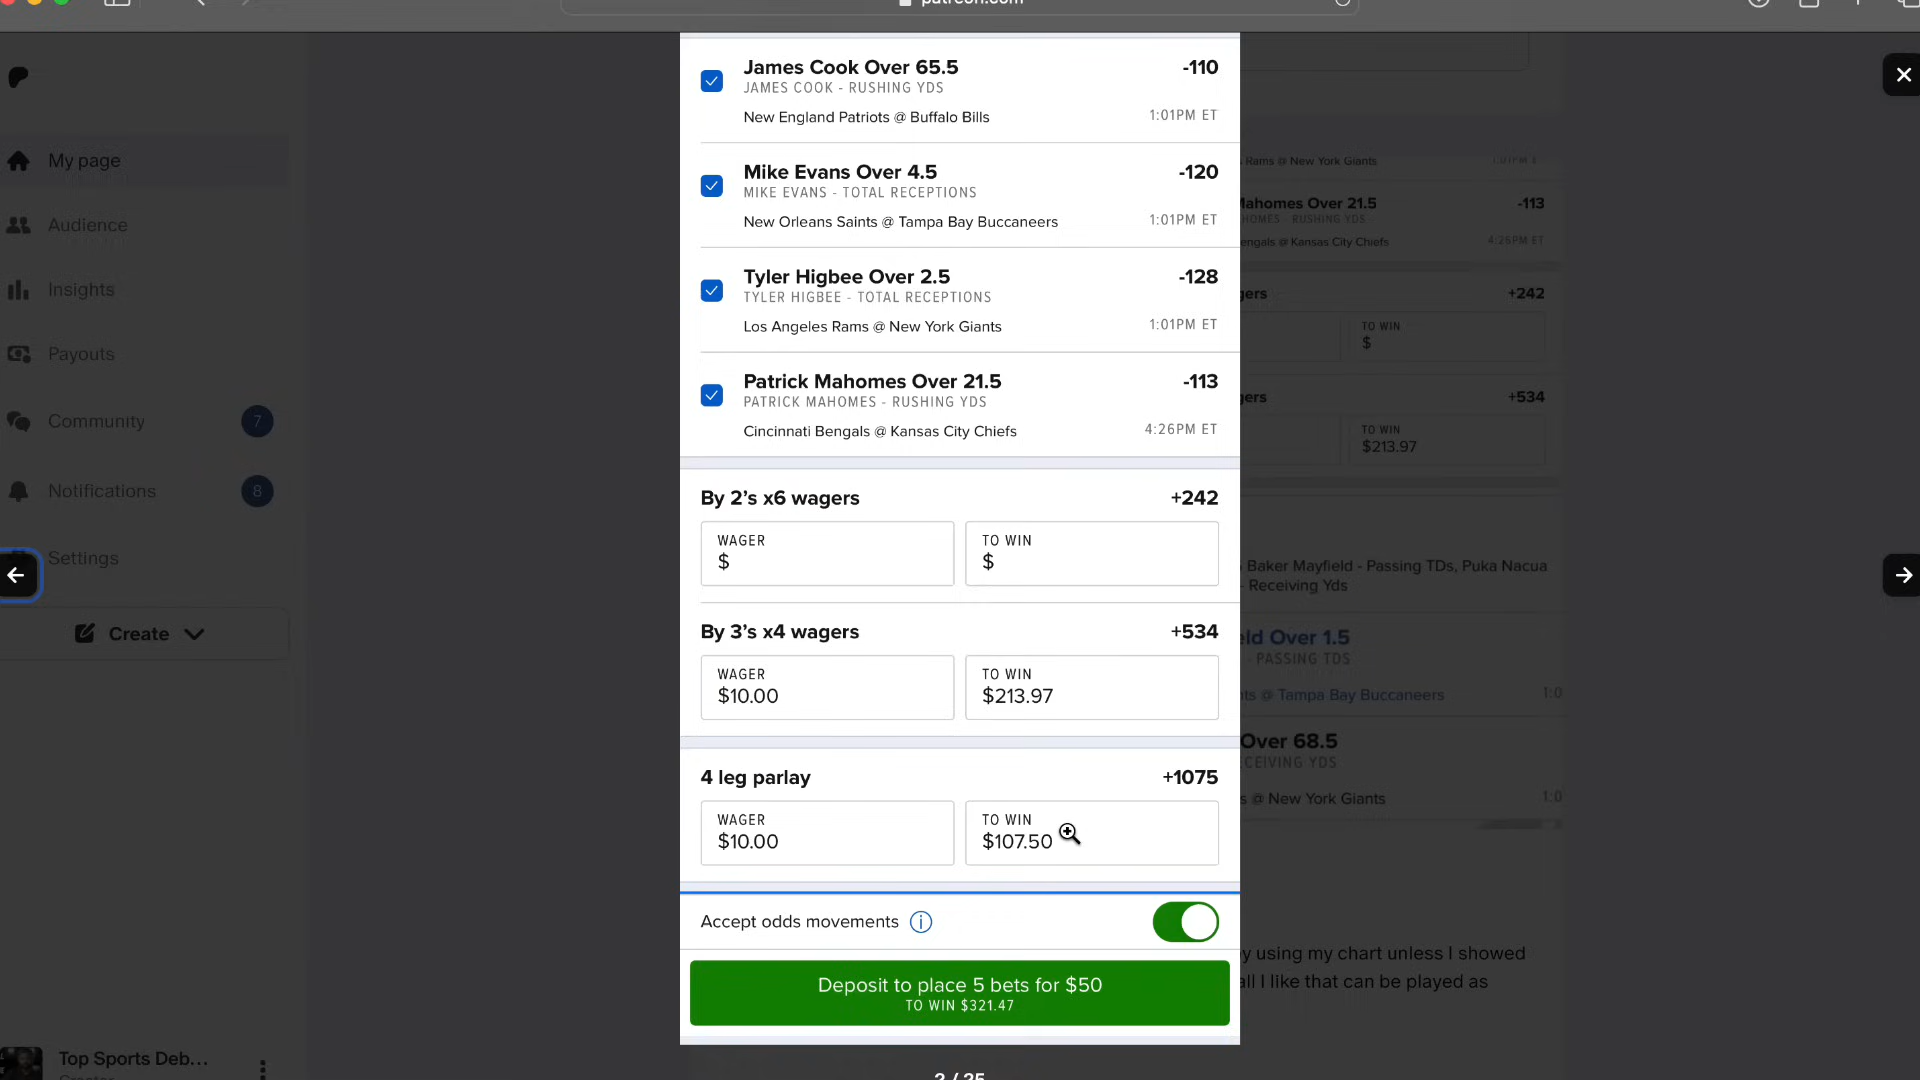 James Cook Over 65.5 -110
JAMES COOK - RUSHING YDS
New England Patriots @ Buffalo Bills 1:01PM ET
Mike Evans Over 4.5 -120
MIKE EVANS - TOTAL RECEPTIONS
New Orleans Saints @ Tampa Bay Buccaneers 1:01PM ET
Tyler Higbee Over 2.5 -128
TYLER HIGBEE - TOTAL RECEPTIONS
Los Angeles Rams @ New York Giants 1:01PM ET
Patrick Mahomes Over 21.5 -113
PATRICK MAHOMES - RUSHING YDS
Cincinnati Bengals @ Kansas City Chiefs 4:26PM ET
By 2's x6 wagers +242
WAGER TO WIN
$ $
By 3's x4 wagers +534
WAGER TO WIN
$10.00 $213.97
4 leg parlay +1075
WAGER TO WIN
$10.00 $107.50
Accept odds movements
Deposit to place 5 bets for $50
TO WIN $321.47
My page
Audience
Insights
Payouts
Community 7
Notifications 8
Settings
Create
Top Sports Deb...
Rams @ New York Giants
Mahomes Over 21.5 -113
RUSHING YDS
@ Kansas City Chiefs 4:26PM ET
+242
TO WIN
$
+534
TO WIN
$213.97
Baker Mayfield - Passing TDs, Puka Nacua
- Receiving Yds
Over 1.5
- PASSING TDS
@ Tampa Bay Buccaneers 1:0
Over 68.5
YDS
@ New York Giants 1:0
using my chart unless I showed
I like that can be played as